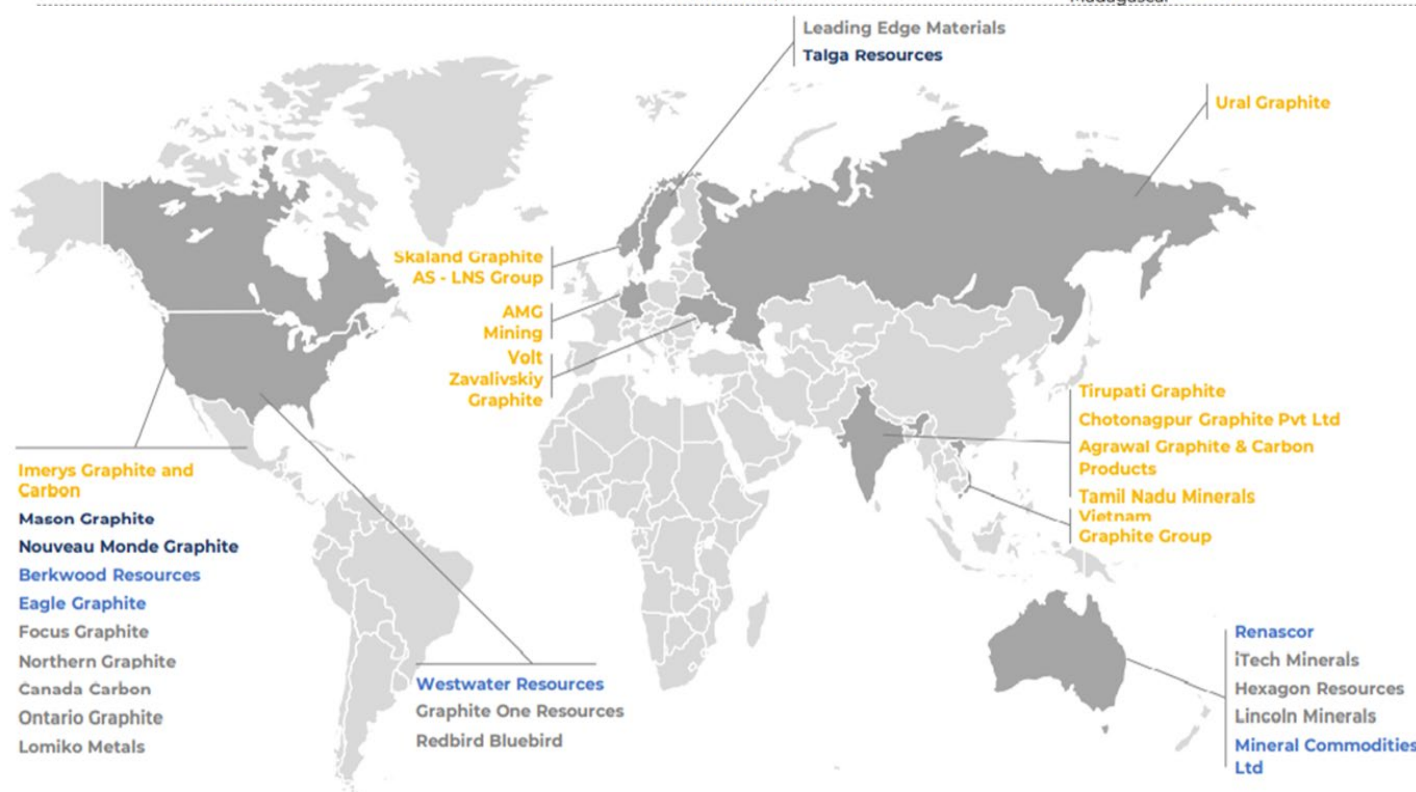 Madagascar
Leading Edge Materials
Talga Resources
Ural Graphite
Skaland Graphite
AS - LNS Group
AMG
Mining
Volt
Zavalivskiy
Graphite
Tirupati Graphite
Chotonagpur Graphite Pvt Ltd
Agrawal Graphite & Carbon
Products
Tamil Nadu Minerals
Vietnam
Graphite Group
Imerys Graphite and
Carbon
Mason Graphite
Nouveau Monde Graphite
Berkwood Resources
Eagle Graphite
Focus Graphite
Northern Graphite
Canada Carbon
Ontario Graphite
Lomiko Metals
Westwater Resources
Graphite One Resources
Redbird Bluebird
Renascor
iTech Minerals
Hexagon Resources
Lincoln Minerals
Mineral Commodities
Ltd